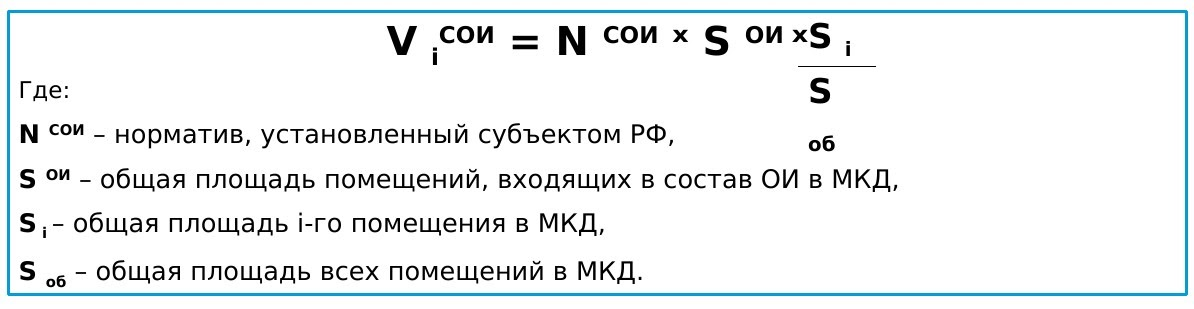 V i СОИ = N СОИ x S ОИ x S i
S
Где:
об
N СОИ – норматив, установленный субъектом РФ,
S ОИ – общая площадь помещений, входящих в состав ОИ в МКД,
S i – общая площадь i-го помещения в МКД,
S об – общая площадь всех помещений в МКД.